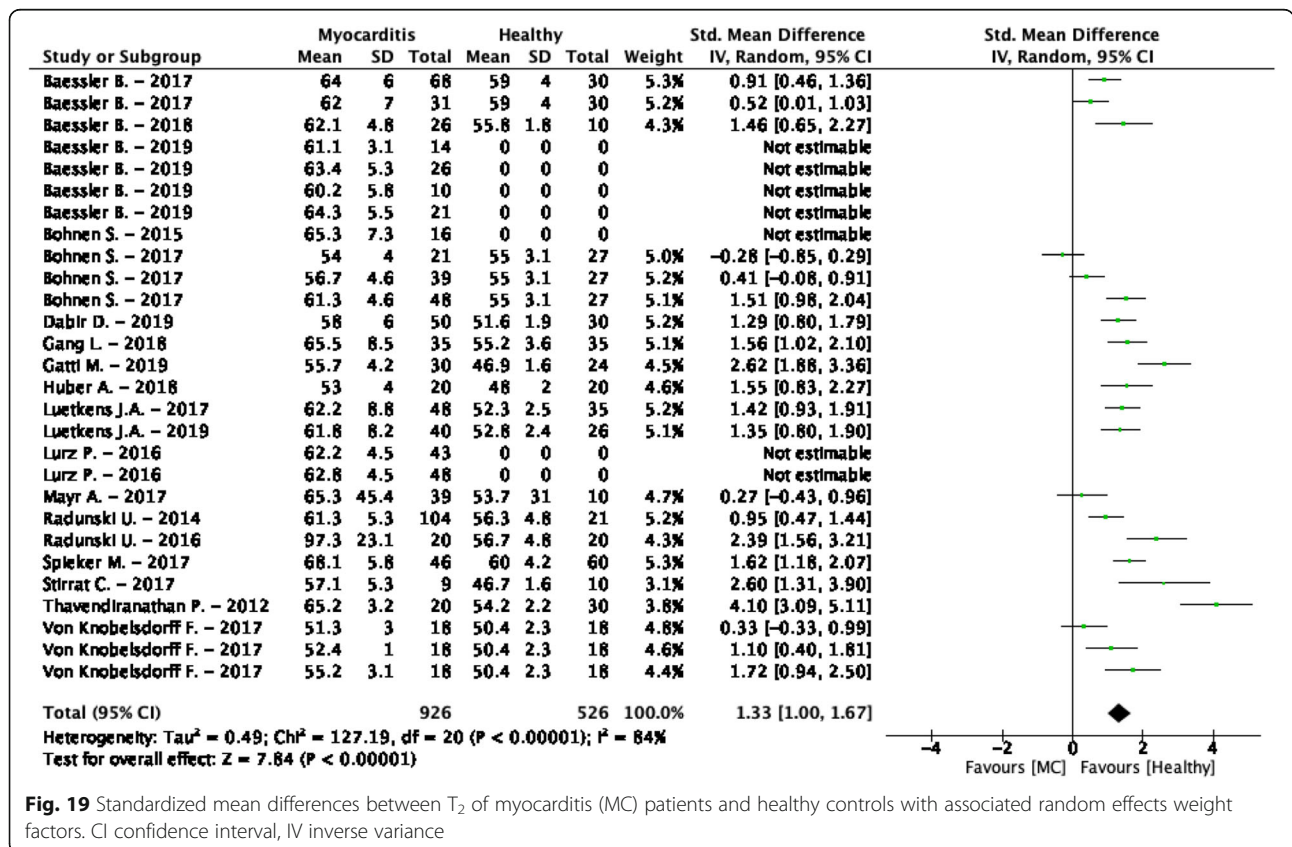 Myocarditis Healthy Std. Mean Difference Std. Mean Difference
Study or Subgroup Mean SD Total Mean SD Total Weight IV, Random, 95% CI IV, Random, 95% CI
Baessler B. – 2017 64 6 68 59 4 30 5.3% 0.91 [0.46, 1.36]
Baessler B. – 2017 62 7 31 59 4 30 5.2% 0.52 [0.01, 1.03]
Baessler B. – 2018 62.1 4.8 26 55.8 1.8 10 4.3% 1.46 [0.65, 2.27]
Baessler B. – 2019 61.1 3.1 14 0 0 0 Not estimable
Baessler B. – 2019 63.4 5.3 26 0 0 0 Not estimable
Baessler B. – 2019 60.2 5.8 10 0 0 0 Not estimable
Baessler B. – 2019 64.3 5.5 21 0 0 0 Not estimable
Bohnen S. – 2015 65.3 7.3 16 0 0 0 Not estimable
Bohnen S. – 2017 54 4 21 55 3.1 27 5.0% –0.28 [–0.85, 0.29]
Bohnen S. – 2017 56.7 4.6 39 55 3.1 27 5.2% 0.41 [–0.08, 0.91]
Bohnen S. – 2017 61.3 4.6 48 55 3.1 27 5.1% 1.51 [0.98, 2.04]
Dabir D. – 2019 58 6 50 51.6 1.9 30 5.2% 1.29 [0.80, 1.79]
Gang L. – 2018 65.5 8.5 35 55.2 3.6 35 5.1% 1.56 [1.02, 2.10]
Gatti M. – 2019 55.7 4.2 30 46.9 1.6 24 4.5% 2.62 [1.88, 3.36]
Huber A. – 2018 53 4 20 48 2 20 4.6% 1.55 [0.83, 2.27]
Luetkens J.A. – 2017 62.2 8.8 48 52.3 2.5 35 5.2% 1.42 [0.93, 1.91]
Luetkens J.A. – 2019 61.8 8.2 40 52.8 2.4 26 5.1% 1.35 [0.80, 1.90]
Lurz P. – 2016 62.2 4.5 43 0 0 0 Not estimable
Lurz P. – 2016 62.8 4.5 48 0 0 0 Not estimable
Mayr A. – 2017 65.3 45.4 39 53.7 31 10 4.7% 0.27 [–0.43, 0.96]
Radunski U. – 2014 61.3 5.3 104 56.3 4.8 21 5.2% 0.95 [0.47, 1.44]
Radunski U. – 2016 97.3 23.1 20 56.7 4.8 20 4.3% 2.39 [1.56, 3.21]
Spieker M. – 2017 68.1 5.8 46 60 4.2 60 5.3% 1.62 [1.18, 2.07]
Stirrat C. – 2017 57.1 5.3 9 46.7 1.6 10 3.1% 2.60 [1.31, 3.90]
Thavendiranathan P. – 2012 65.2 3.2 20 54.2 2.2 30 3.8% 4.10 [3.09, 5.11]
Von Knobelsdorff F. – 2017 51.3 3 18 50.4 2.3 18 4.8% 0.33 [–0.33, 0.99]
Von Knobelsdorff F. – 2017 52.4 1 18 50.4 2.3 18 4.6% 1.10 [0.40, 1.81]
Von Knobelsdorff F. – 2017 55.2 3.1 18 50.4 2.3 18 4.4% 1.72 [0.94, 2.50]
Total (95% CI) 926 526 100.0% 1.33 [1.00, 1.67]
Heterogeneity: Tau² = 0.49; Chi² = 127.19, df = 20 (P < 0.00001); I² = 84%
Test for overall effect: Z = 7.84 (P < 0.00001)
–4 –2 0 2 4
Favours [MC] Favours [Healthy]
Fig. 19 Standardized mean differences between T₂ of myocarditis (MC) patients and healthy controls with associated random effects weight
factors. CI confidence interval, IV inverse variance